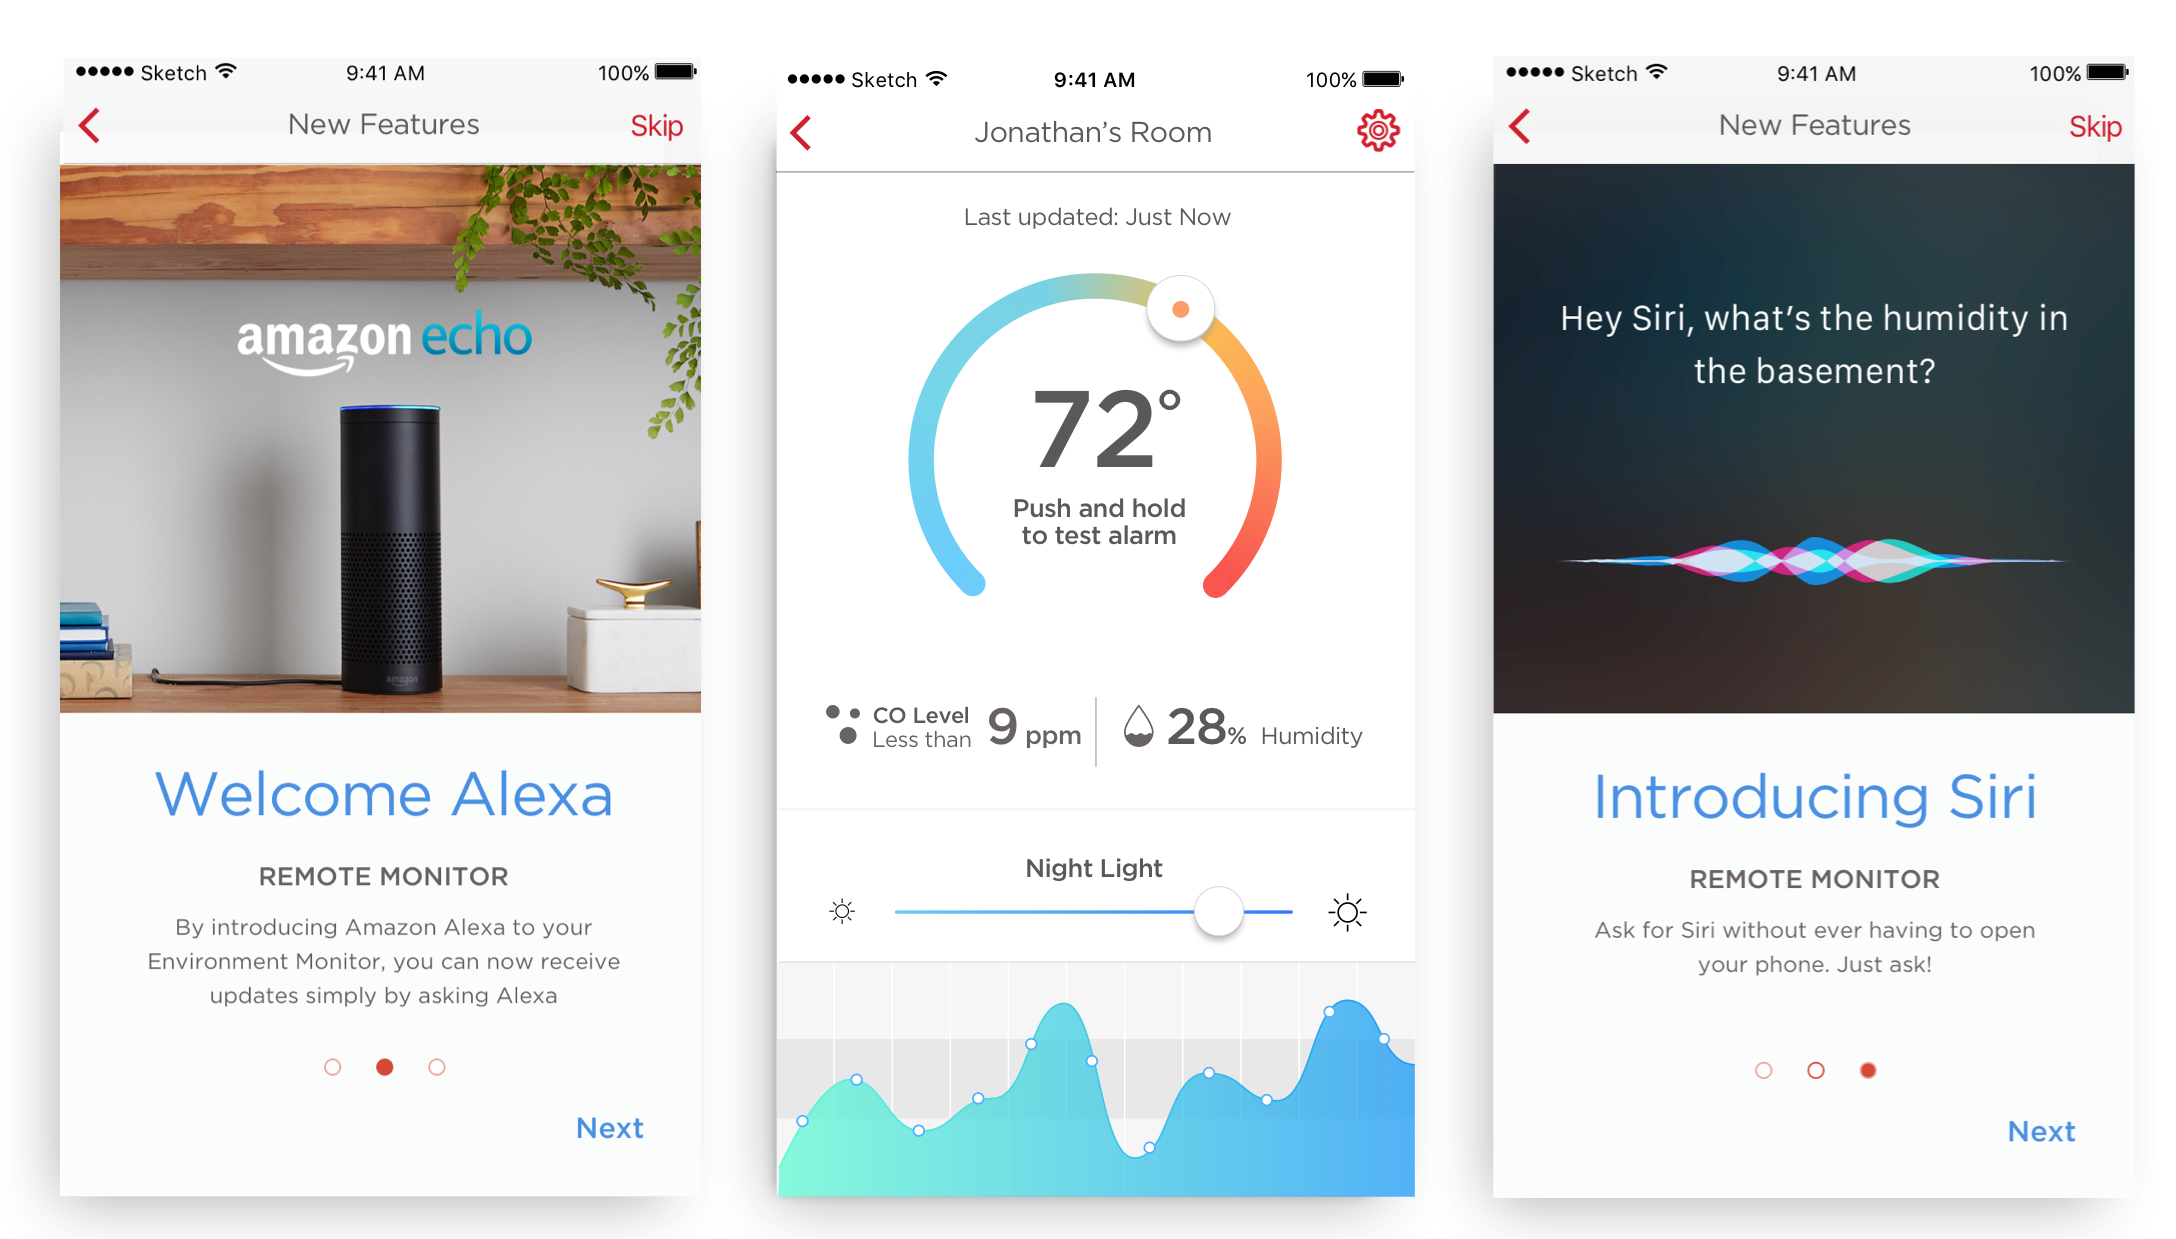 Sketch 9:41 AM 100%
New Features Skip
amazon echo
amazon
Welcome Alexa
REMOTE MONITOR
By introducing Amazon Alexa to your
Environment Monitor, you can now receive
updates simply by asking Alexa
Next
Sketch 9:41 AM 100%
Jonathan’s Room
Last updated: Just Now
72°
Push and hold
to test alarm
CO Level
Less than 9 ppm
28% Humidity
Night Light
Sketch 9:41 AM 100%
New Features Skip
Hey Siri, what’s the humidity in
the basement?
Introducing Siri
REMOTE MONITOR
Ask for Siri without ever having to open
your phone. Just ask!
Next